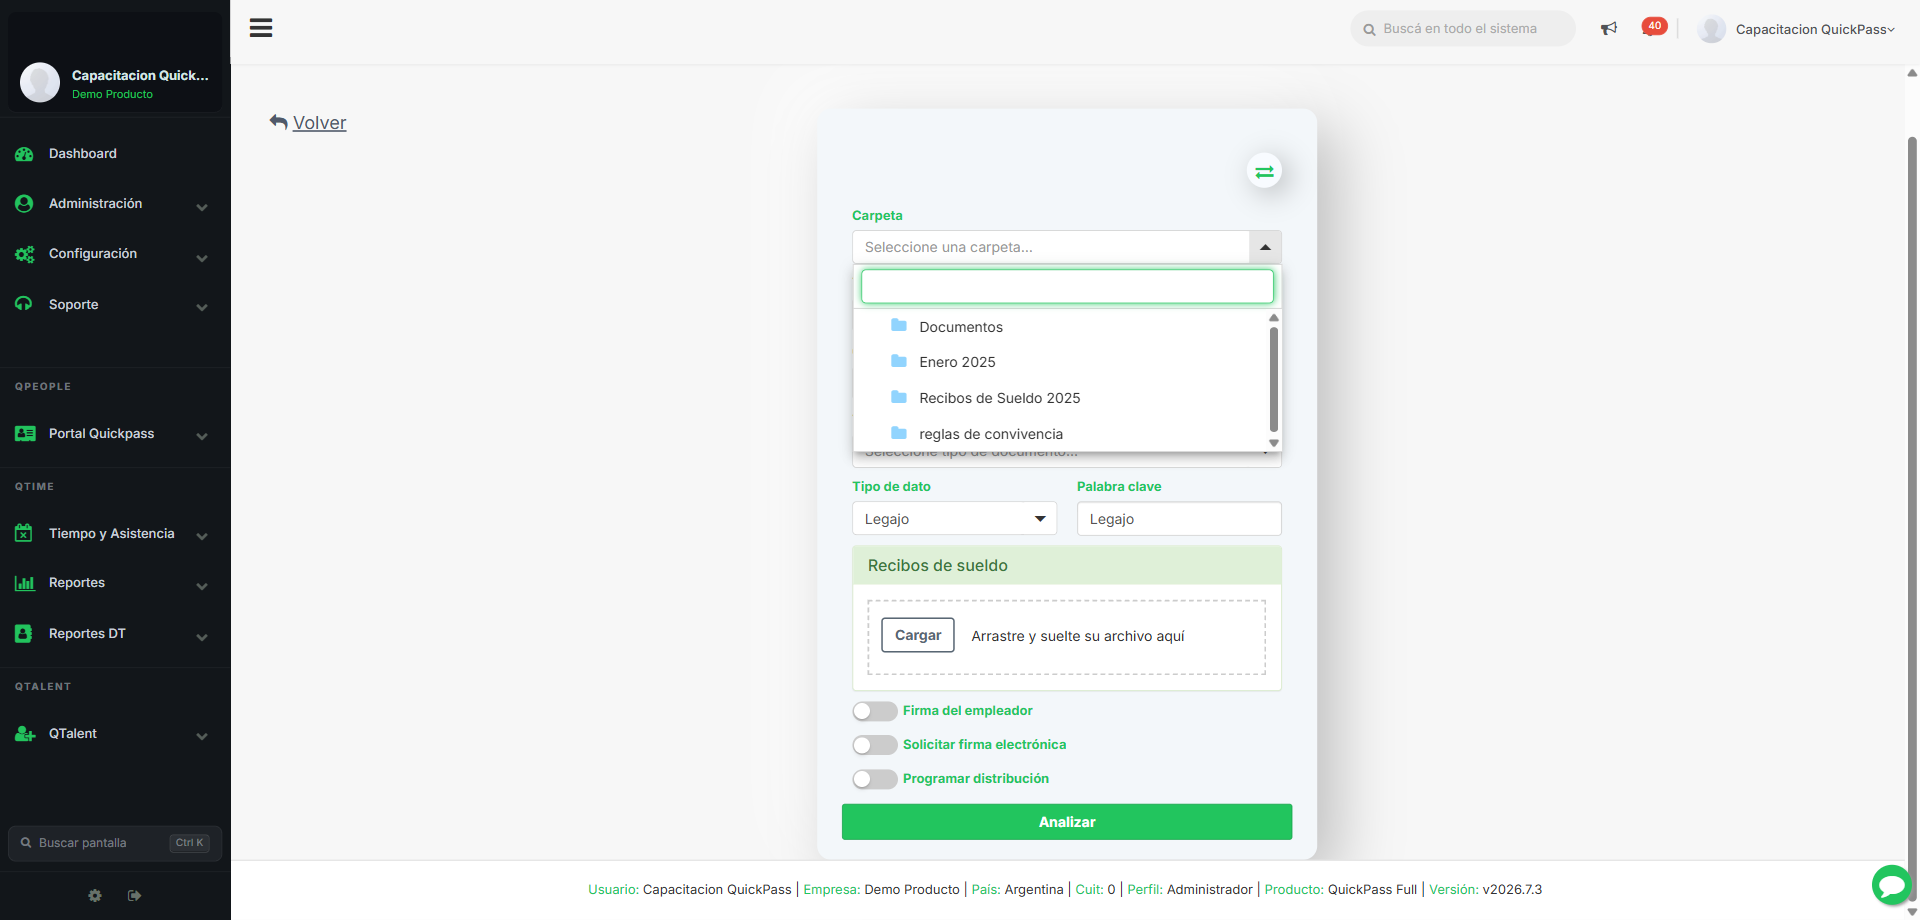 Capacitacion Quick...
Demo Producto
Dashboard
Administración
Configuración
Soporte
QPEOPLE
Portal Quickpass
QTIME
Tiempo y Asistencia
Reportes
Reportes DT
QTALENT
QTalent
Buscar pantalla
Ctrl K
Buscá en todo el sistema
40
Capacitacion QuickPass
Volver
Carpeta
Seleccione una carpeta...
Documentos
Enero 2025
Recibos de Sueldo 2025
reglas de convivencia
Seleccione tipo de documento...
Tipo de dato
Palabra clave
Legajo
Legajo
Recibos de sueldo
Cargar
Arrastre y suelte su archivo aquí
Firma del empleador
Solicitar firma electrónica
Programar distribución
Analizar
Usuario: Capacitacion QuickPass | Empresa: Demo Producto | País: Argentina | Cuit: 0 | Perfil: Administrador | Producto: QuickPass Full | Versión: v2026.7.3